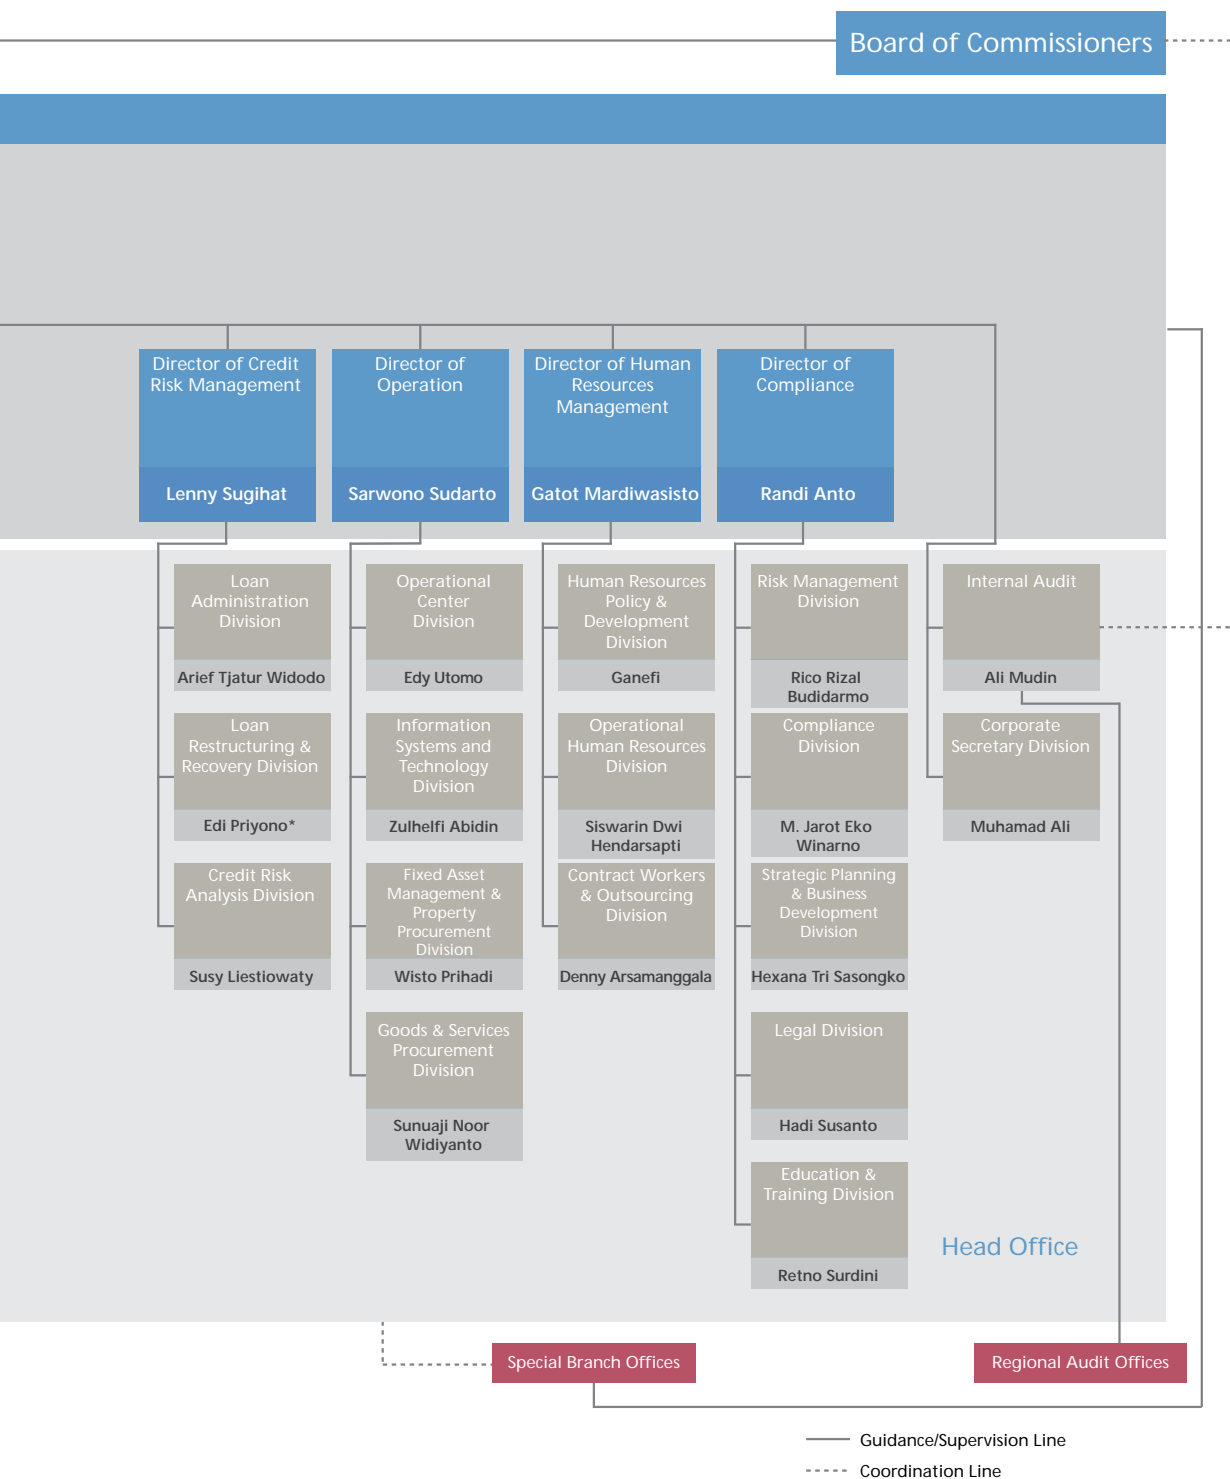 Board of Commissioners
Director of Credit
Risk Management
Lenny Sugihat
Director of
Operation
Sarwono Sudarto
Director of Human
Resources
Management
Gatot Mardiwasisto
Director of
Compliance
Randi Anto
Loan
Administration
Division
Arief Tjatur Widodo
Loan
Restructuring &
Recovery Division
Edi Priyono*
Credit Risk
Analysis Division
Susy Liestiowaty
Operational
Center
Division
Edy Utomo
Information
Systems and
Technology
Division
Zulhelfi Abidin
Fixed Asset
Management &
Property
Procurement
Division
Wisto Prihadi
Goods & Services
Procurement
Division
Sunuaji Noor
Widiyanto
Human Resources
Policy &
Development
Division
Ganefi
Operational
Human Resources
Division
Siswarin Dwi
Hendarsapti
Contract Workers
& Outsourcing
Division
Denny Arsamanggala
Risk Management
Division
Rico Rizal
Budidarmo
Compliance
Division
M. Jarot Eko
Winarno
Strategic Planning
& Business
Development
Division
Hexana Tri Sasongko
Legal Division
Hadi Susanto
Education &
Training Division
Retno Surdini
Internal Audit
Ali Mudin
Corporate
Secretary Division
Muhamad Ali
Head Office
Special Branch Offices
Regional Audit Offices
Guidance/Supervision Line
Coordination Line